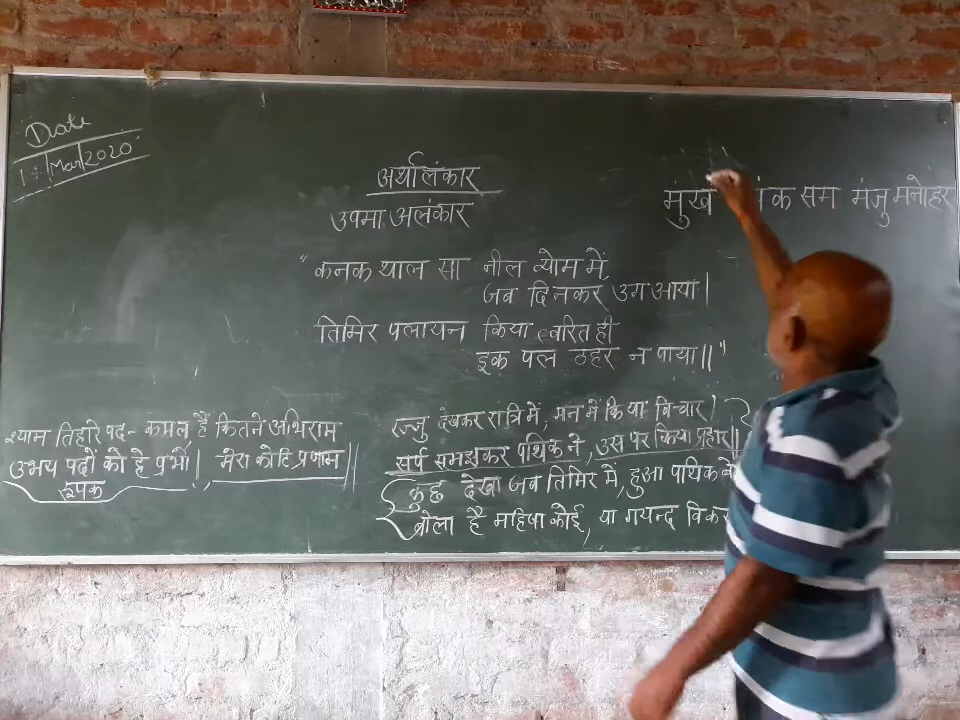 Date
1 : /Mar/2020
अर्थालंकार
उपमा अलंकार
मुख ंक सम मंजु मनोहर
"कनक थाल सा नील व्योम में
जब दिनकर उग आया|
तिमिर पलायन किया त्वरित ही
इक पल ठहर न पाया||"
श्याम तिहारे पद-कमल, हैं कितने अभिराम
उभय पदों को हे प्रभो|, मेरा कोटि प्रणाम||
रूपक
रज्जु देखकर रात्रि में, मन में किया विचार|
सर्प समझकर पथिक ने, उस पर किया प्रहार||
कुछ देखा जब तिमिर में, हुआ पथिक बे
बोला है महिषा कोई, या गयन्द विकर